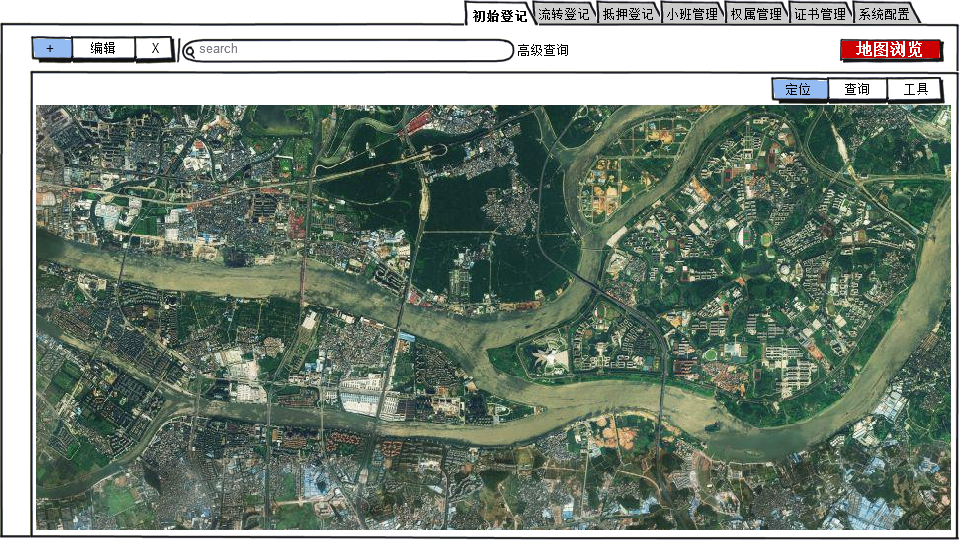 初始登记 流转登记 抵押登记 小班管理 权属管理 证书管理 系统配置
+ 编辑 X search 高级查询 地图浏览
定位 查询 工具